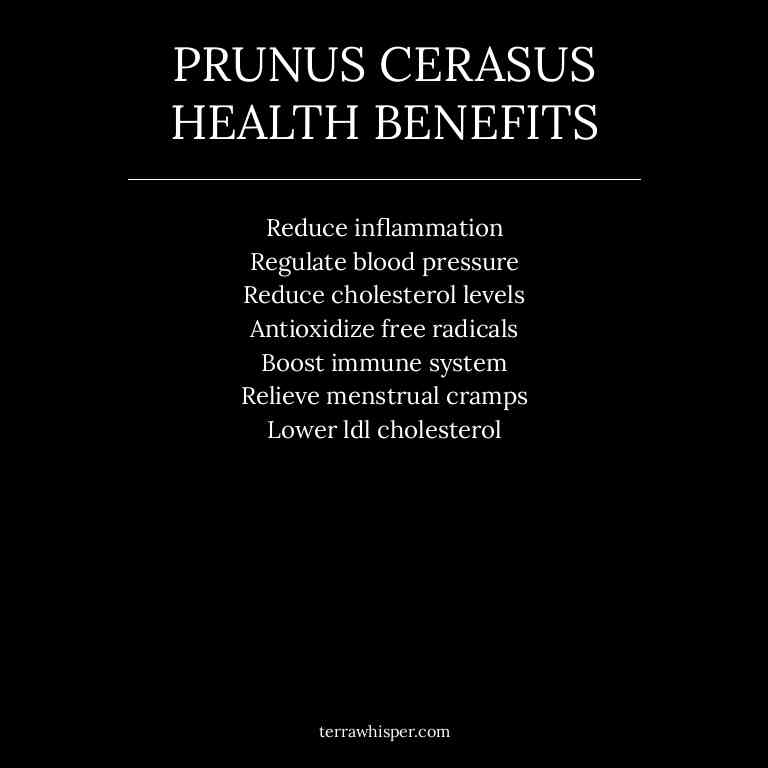 PRUNUS CERASUS
HEALTH BENEFITS
Reduce inflammation
Regulate blood pressure
Reduce cholesterol levels
Antioxidize free radicals
Boost immune system
Relieve menstrual cramps
Lower ldl cholesterol
terrawhisper.com